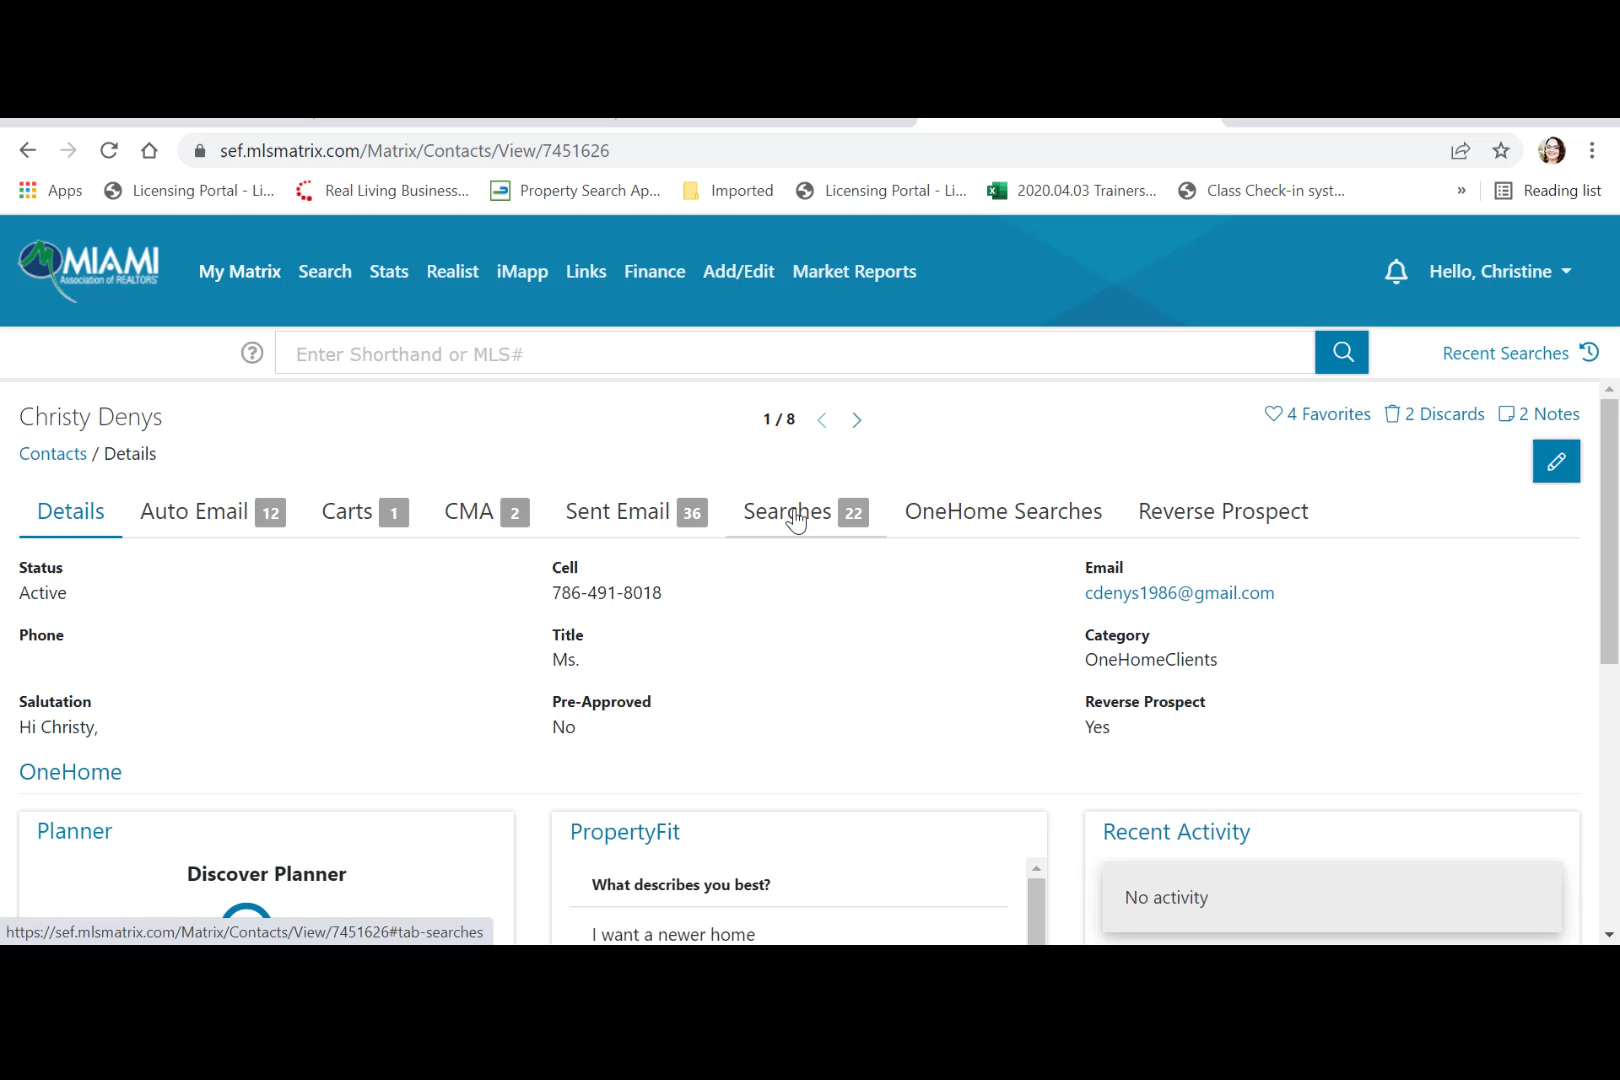 sef.mlsmatrix.com/Matrix/Contacts/View/7451626
Apps Licensing Portal - Li... Real Living Business... Property Search Ap... Imported Licensing Portal - Li... 2020.04.03 Trainers... Class Check-in syst... » Reading list
MIAMI
Association of REALTORS
My Matrix Search Stats Realist iMapp Links Finance Add/Edit Market Reports Hello, Christine
? Enter Shorthand or MLS# Recent Searches
Christy Denys 1 / 8 4 Favorites 2 Discards 2 Notes
Contacts / Details
Details Auto Email 12 Carts 1 CMA 2 Sent Email 36 Searches 22 OneHome Searches Reverse Prospect
Status Cell Email
Active 786-491-8018 cdenys1986@gmail.com
Phone Title Category
Ms. OneHomeClients
Salutation Pre-Approved Reverse Prospect
Hi Christy, No Yes
OneHome
Planner PropertyFit Recent Activity
Discover Planner What describes you best? No activity
I want a newer home
https://sef.mlsmatrix.com/Matrix/Contacts/View/7451626#tab-searches